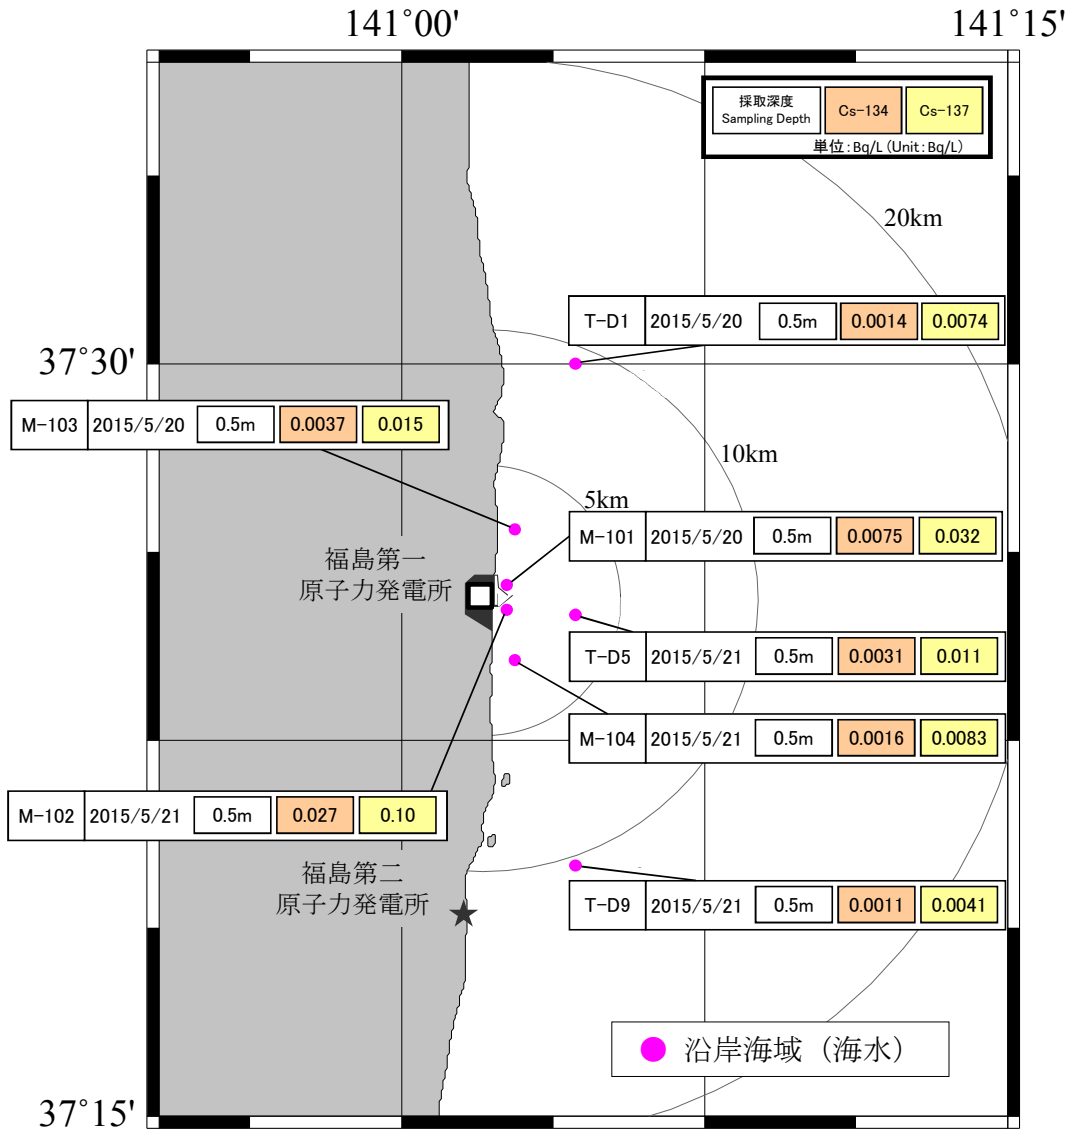 141°00'
141°15'
採取深度
Sampling Depth
Cs-134
Cs-137
単位:Bq/L (Unit:Bq/L)
20km
T-D1 2015/5/20 0.5m 0.0014 0.0074
37°30'
M-103 2015/5/20 0.5m 0.0037 0.015
10km
5km
M-101 2015/5/20 0.5m 0.0075 0.032
福島第一
原子力発電所
T-D5 2015/5/21 0.5m 0.0031 0.011
M-104 2015/5/21 0.5m 0.0016 0.0083
M-102 2015/5/21 0.5m 0.027 0.10
福島第二
原子力発電所
T-D9 2015/5/21 0.5m 0.0011 0.0041
沿岸海域（海水）
37°15'